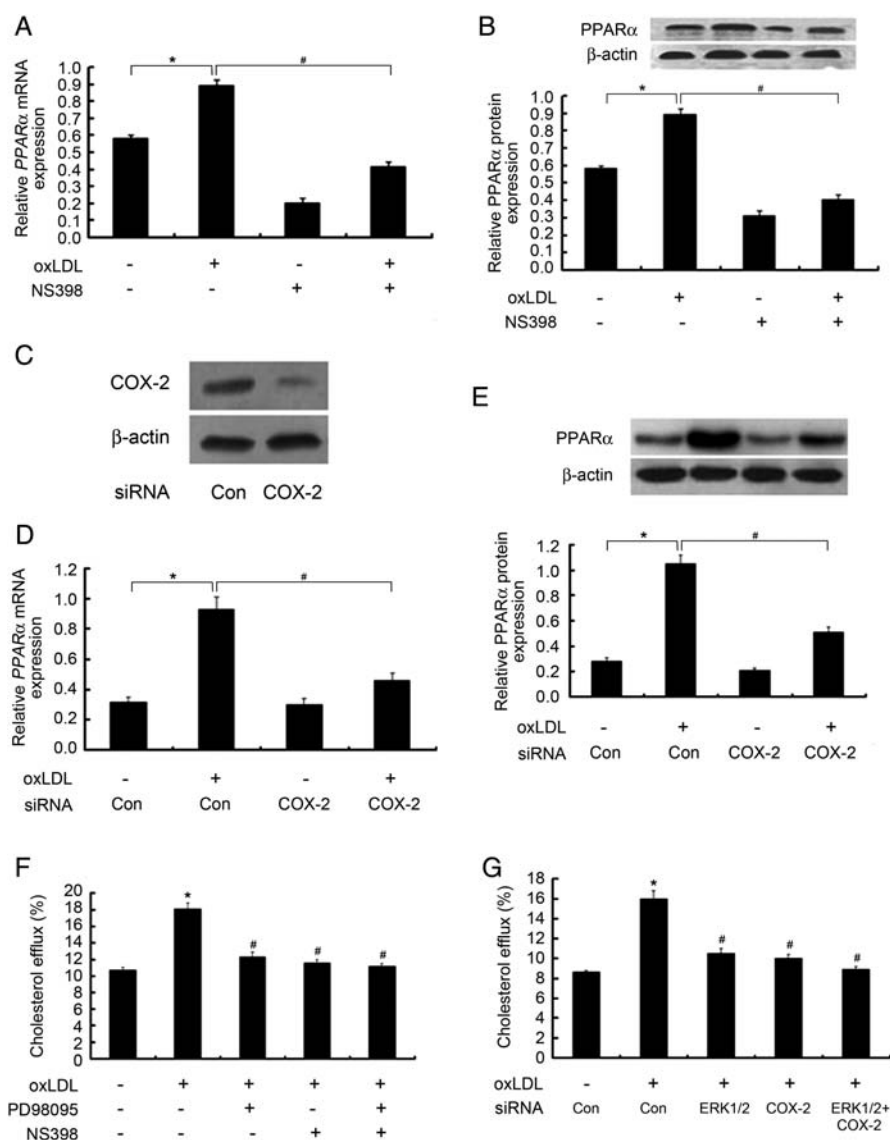 A
Relative PPARα mRNA
expression
1.0
0.9
0.8
0.7
0.6
0.5
0.4
0.3
0.2
0.1
0.0
*
#
oxLDL - + - +
NS398 - - + +
B
PPARα
β-actin
Relative PPARα protein
expression
1.0
0.9
0.8
0.7
0.6
0.5
0.4
0.3
0.2
0.1
0.0
*
#
oxLDL - + - +
NS398 - - + +
C
COX-2
β-actin
siRNA Con COX-2
D
Relative PPARα mRNA
expression
1.2
1.0
0.8
0.6
0.4
0.2
0.0
*
#
oxLDL - + - +
siRNA Con Con COX-2 COX-2
E
PPARα
β-actin
Relative PPARα protein
expression
1.2
1.0
0.8
0.6
0.4
0.2
0.0
*
#
oxLDL - + - +
siRNA Con Con COX-2 COX-2
F
Cholesterol efflux (%)
20
18
16
14
12
10
8
6
4
2
0
*
#
#
#
oxLDL - + + + +
PD98095 - - + - +
NS398 - - - + +
G
Cholesterol efflux (%)
18
16
14
12
10
8
6
4
2
0
*
#
#
#
oxLDL - + + + +
siRNA Con Con ERK1/2 COX-2 ERK1/2+
COX-2